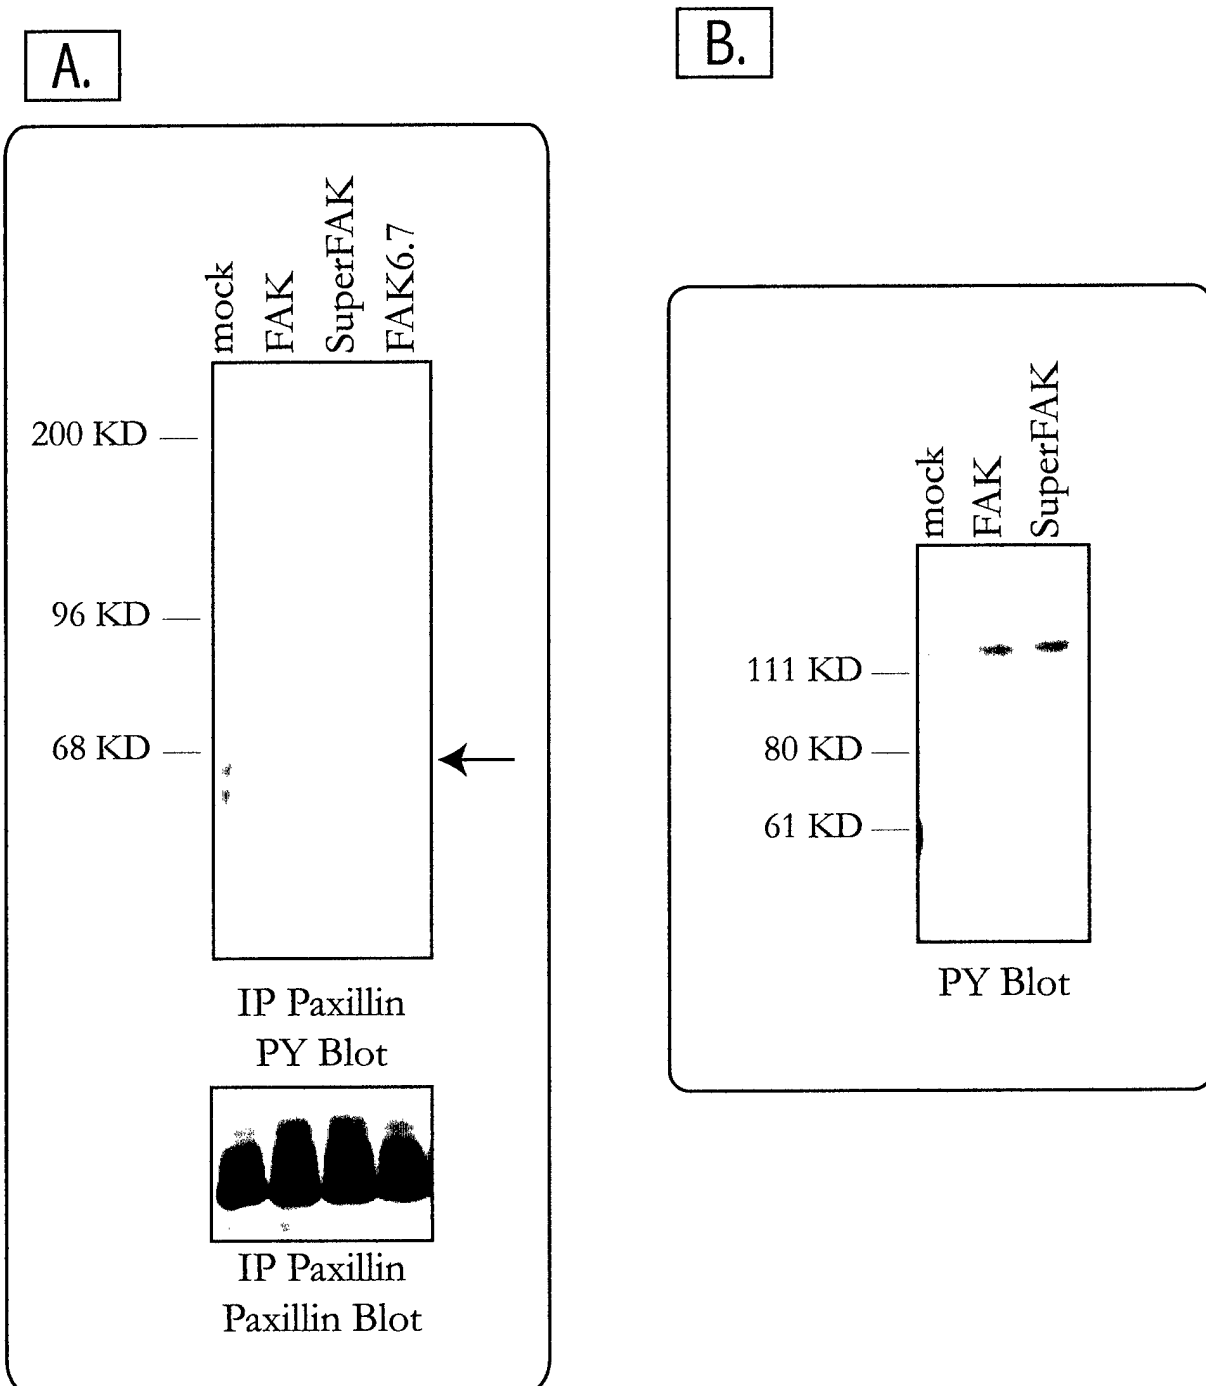 A.
mock
FAK
SuperFAK
FAK6.7
200 KD
96 KD
68 KD
IP Paxillin
PY Blot
IP Paxillin
Paxillin Blot
B.
mock
FAK
SuperFAK
111 KD
80 KD
61 KD
PY Blot